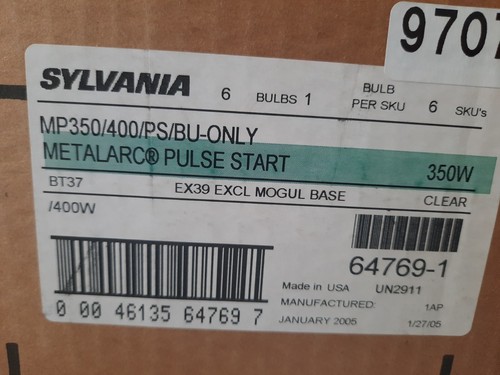 9707
SYLVANIA 6 BULBS 1 BULB PER SKU 6 SKU's
MP350/400/PS/BU-ONLY
METALARC® PULSE START 350W
BT37 EX39 EXCL MOGUL BASE CLEAR
/400W
64769-1
Made in USA UN2911
MANUFACTURED: 1AP
JANUARY 2005 1/27/05
0 00 46135 64769 7